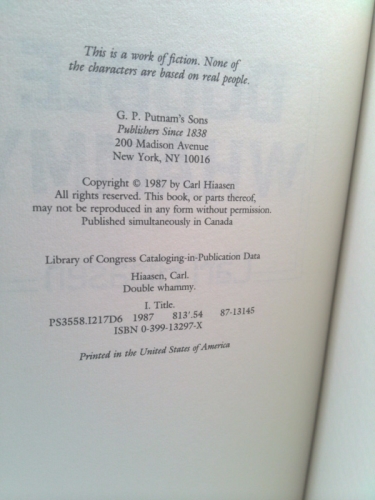 This is a work of fiction. None of
the characters are based on real people.
G. P. Putnam's Sons
Publishers Since 1838
200 Madison Avenue
New York, NY 10016
Copyright © 1987 by Carl Hiaasen
All rights reserved. This book, or parts thereof,
may not be reproduced in any form without permission.
Published simultaneously in Canada
Library of Congress Cataloging-in-Publication Data
Hiaasen, Carl.
Double whammy.
I. Title.
PS3558.I217D6 1987 813'.54 87-13145
ISBN 0-399-13297-X
Printed in the United States of America